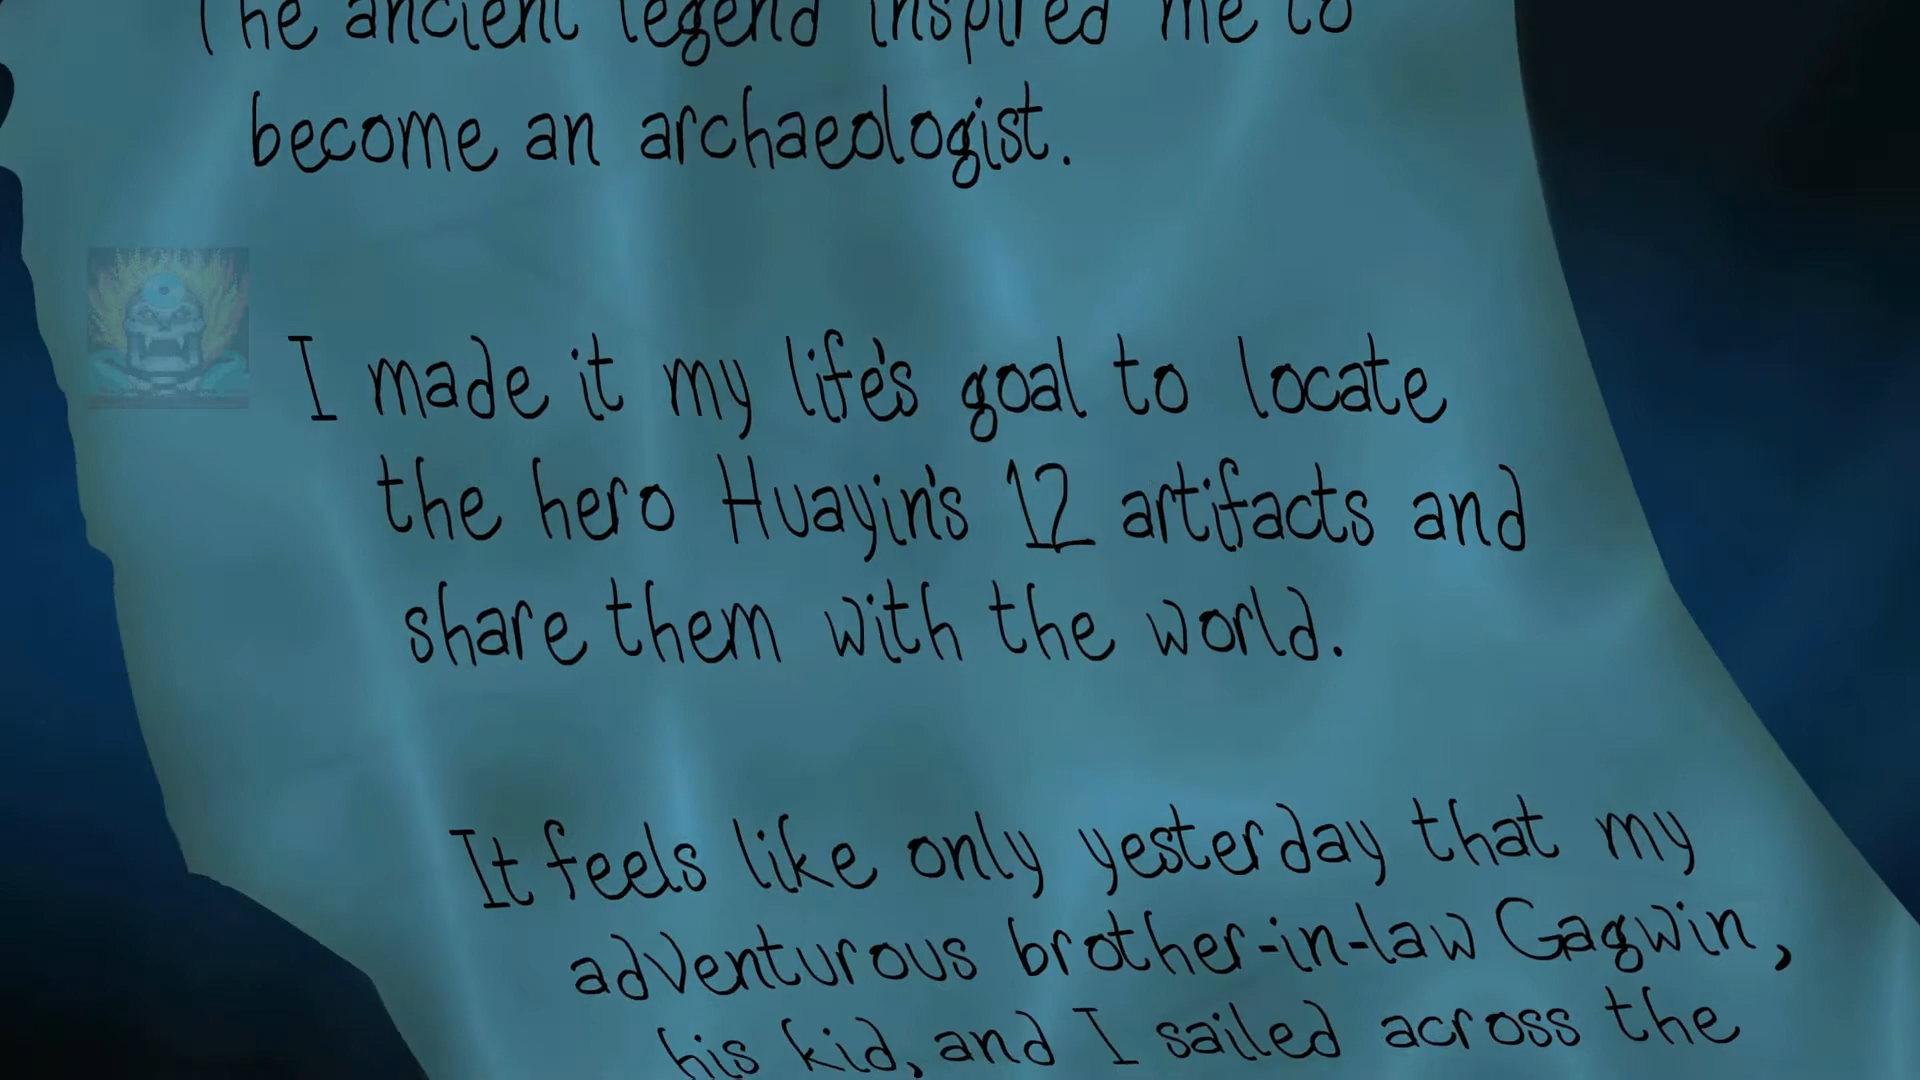 The ancient legend inspired me to
become an archaeologist.
I made it my life's goal to locate
the hero Huayin's 12 artifacts and
share them with the world.
It feels like only yesterday that my
adventurous brother-in-law Gagwin,
his kid, and I sailed across the